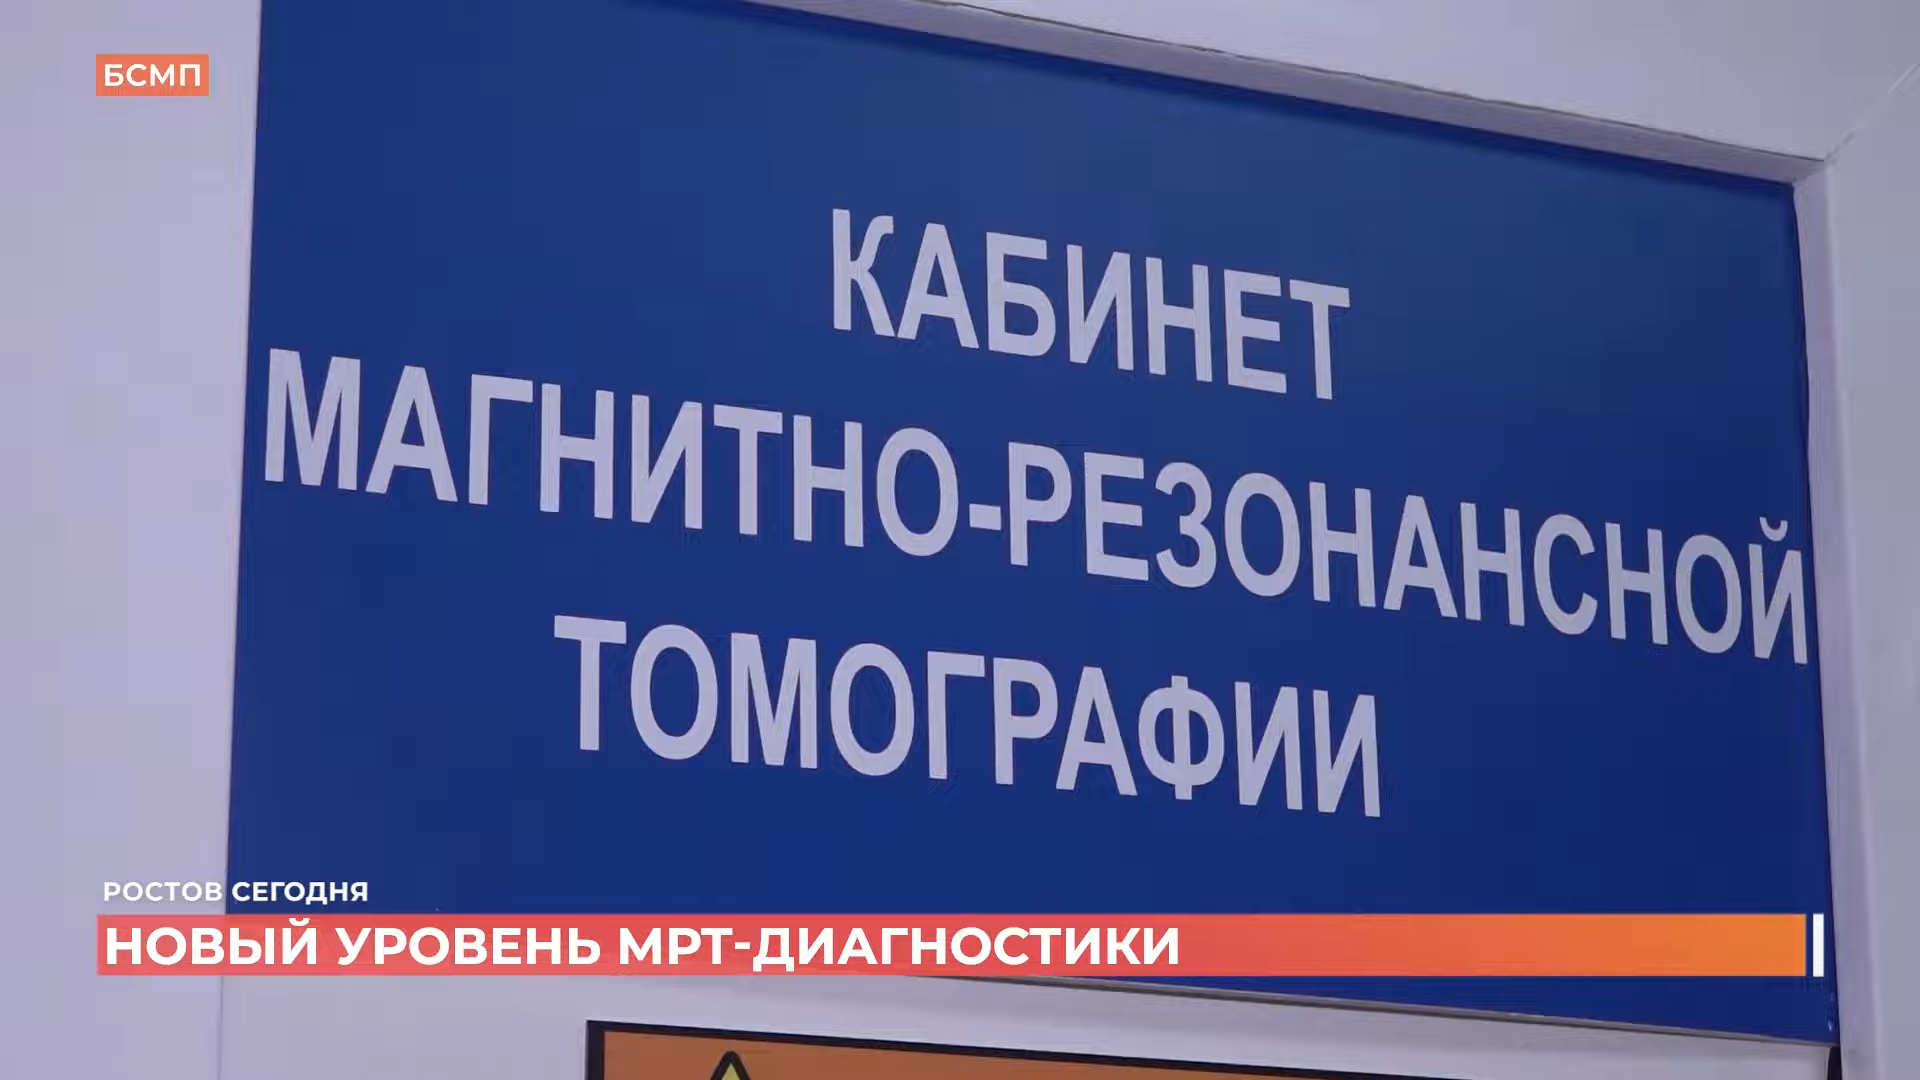 БСМП
КАБИНЕТ
МАГНИТНО-РЕЗОНАНСНОЙ
ТОМОГРАФИИ
РОСТОВ СЕГОДНЯ
НОВЫЙ УРОВЕНЬ МРТ-ДИАГНОСТИКИ